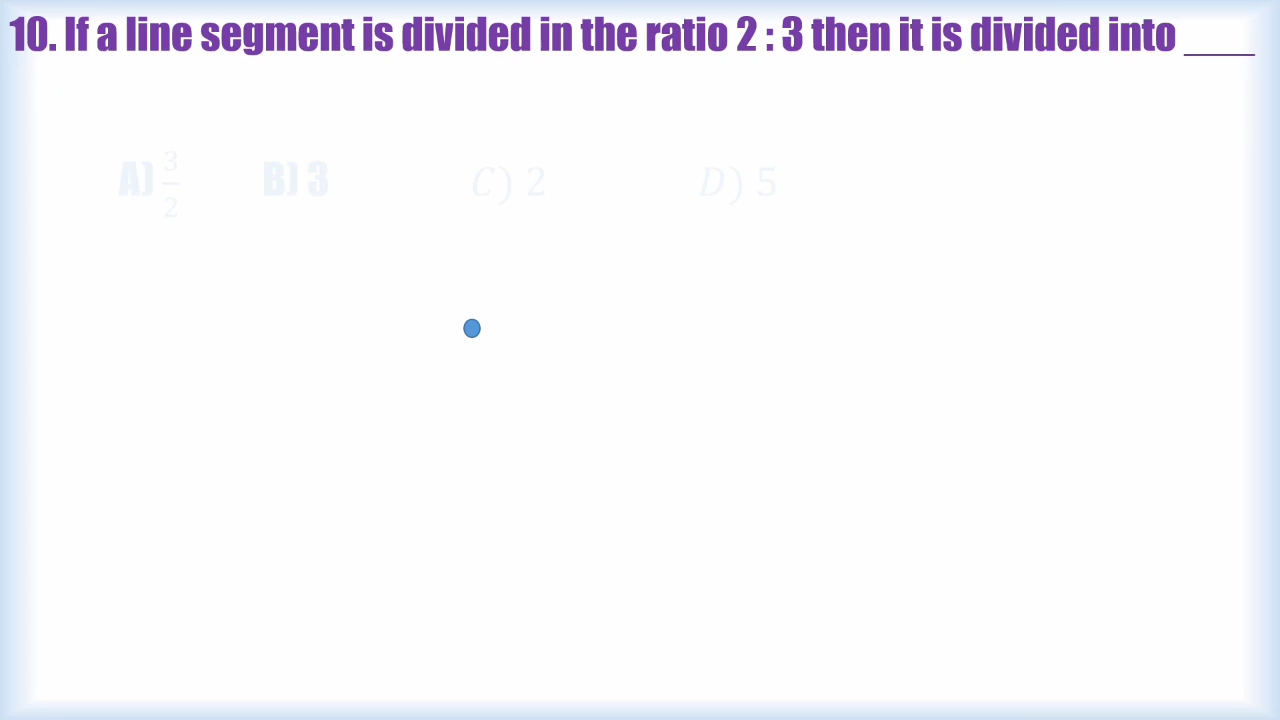 10. If a line segment is divided in the ratio 2 : 3 then it is divided into ____
A) 3/2 B) 3 C) 2 D) 5